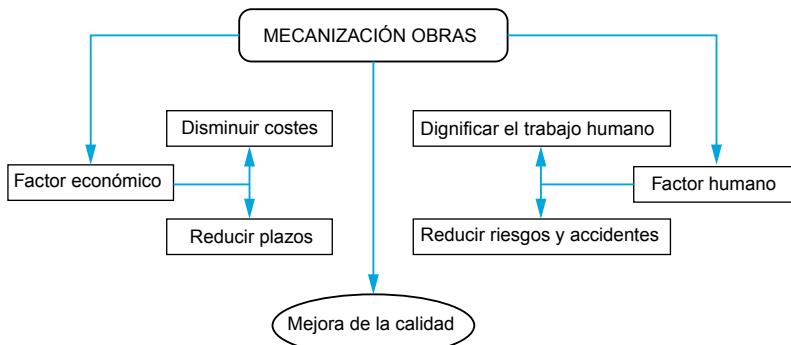 MECANIZACIÓN OBRAS
Disminuir costes
Dignificar el trabajo humano
Factor económico
Factor humano
Reducir plazos
Reducir riesgos y accidentes
Mejora de la calidad